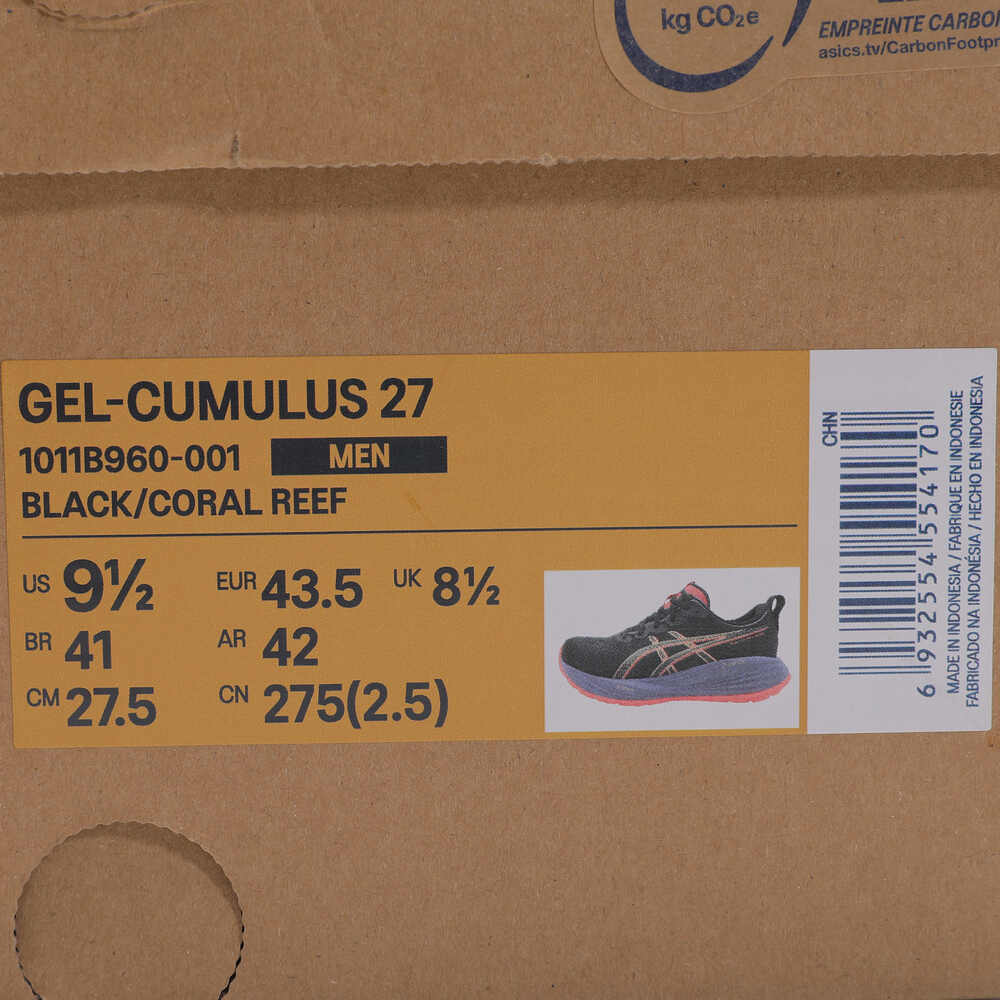 kg CO₂e
EMPREINTE
asics.tv/CarbonFootpr
GEL-CUMULUS 27
1011B960-001 MEN
BLACK/CORAL REEF
US 9½ EUR 43.5 UK 8½
BR 41 AR 42
CM 27.5 CN 275(2.5)
CHN
6 932554 554170
MADE IN INDONESIA / FABRIQUE EN INDONESIE
FABRICADO NA INDONÉSIA / HECHO EN INDONESIA